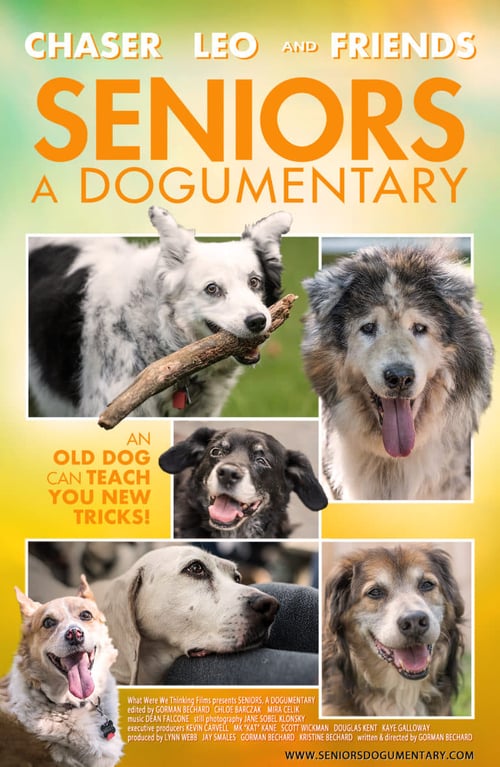 CHASER LEO AND FRIENDS
SENIORS
A DOGUMENTARY
AN
OLD DOG
CAN TEACH
YOU NEW
TRICKS!
What Were We Thinking Films presents SENIORS, A DOGUMENTARY
edited by GORMAN BECHARD CHLOE BARCZAK MIRA CELIK
music DEAN FALCONE still photography JANE SOBEL KLONSKY
executive producers KEVIN CARVELL MK "KAT" KANE SCOTT WICKMAN DOUGLAS KENT KAYE GALLOWAY
produced by LYNN WEBB JAY SMALES GORMAN BECHARD KRISTINE BECHARD written & directed by GORMAN BECHARD
WWW.SENIORSDOGUMENTARY.COM